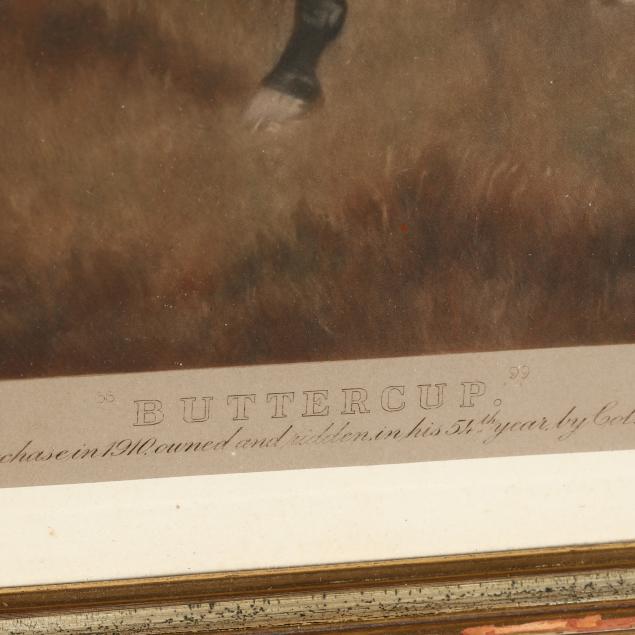 "BUTTERCUP."
chase in 1910, owned and ridden, in his 54th year, by Col